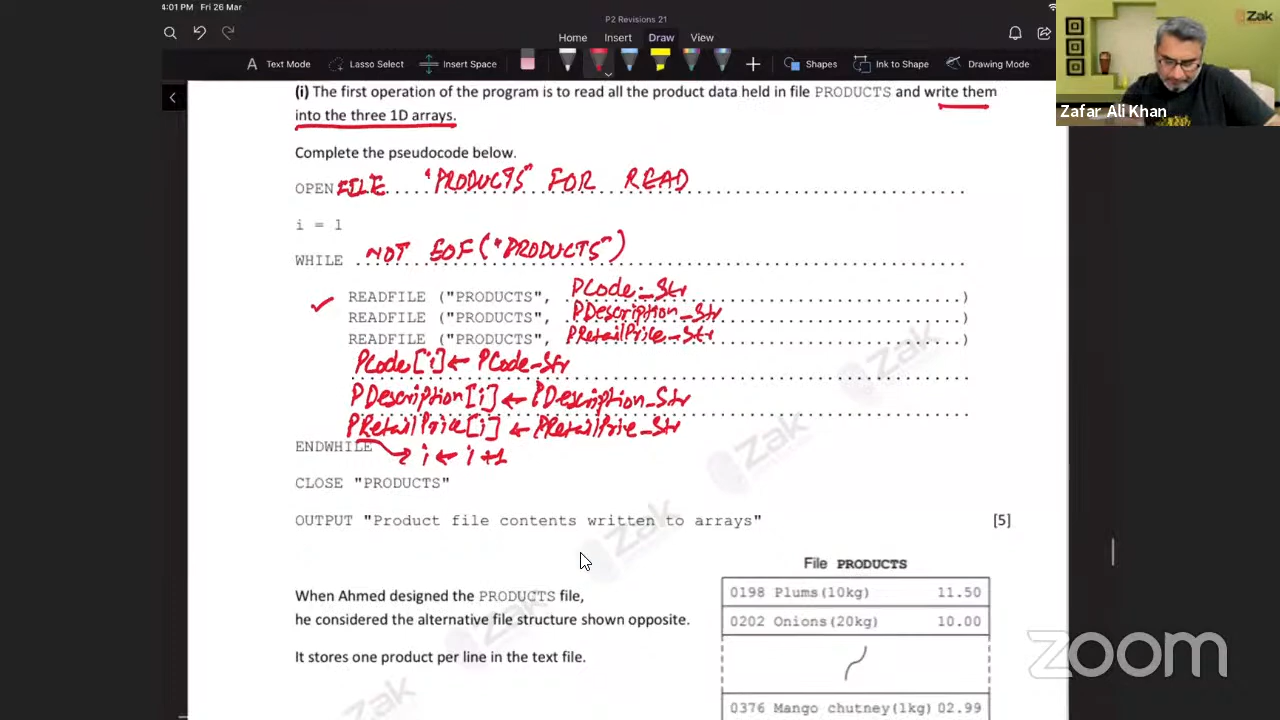 4:01 PM Fri 26 Mar
P2 Revisions 21
Home Insert Draw View
Text Mode Lasso Select Insert Space Shapes Ink to Shape Drawing Mode
Zak
Zafar Ali Khan
(i) The first operation of the program is to read all the product data held in file PRODUCTS and write them
into the three 1D arrays.
Complete the pseudocode below.
OPEN FILE "PRODUCTS" FOR READ
i = 1
WHILE NOT EOF("PRODUCTS")
READFILE ("PRODUCTS", PCode_Str)
READFILE ("PRODUCTS", PDescription_Str)
READFILE ("PRODUCTS", PRetailPrice_Str)
PCode[i] ← PCode_Str
PDescription[i] ← PDescription_Str
PRetailPrice[i] ← PRetailPrice_Str
ENDWHILE
i ← i+1
CLOSE "PRODUCTS"
OUTPUT "Product file contents written to arrays" [5]
When Ahmed designed the PRODUCTS file,
he considered the alternative file structure shown opposite.
It stores one product per line in the text file.
File PRODUCTS
0198 Plums(10kg) 11.50
0202 Onions(20kg) 10.00
0376 Mango chutney(1kg) 02.99
Zak
Zak
Zak
Zak
Zak
zoom